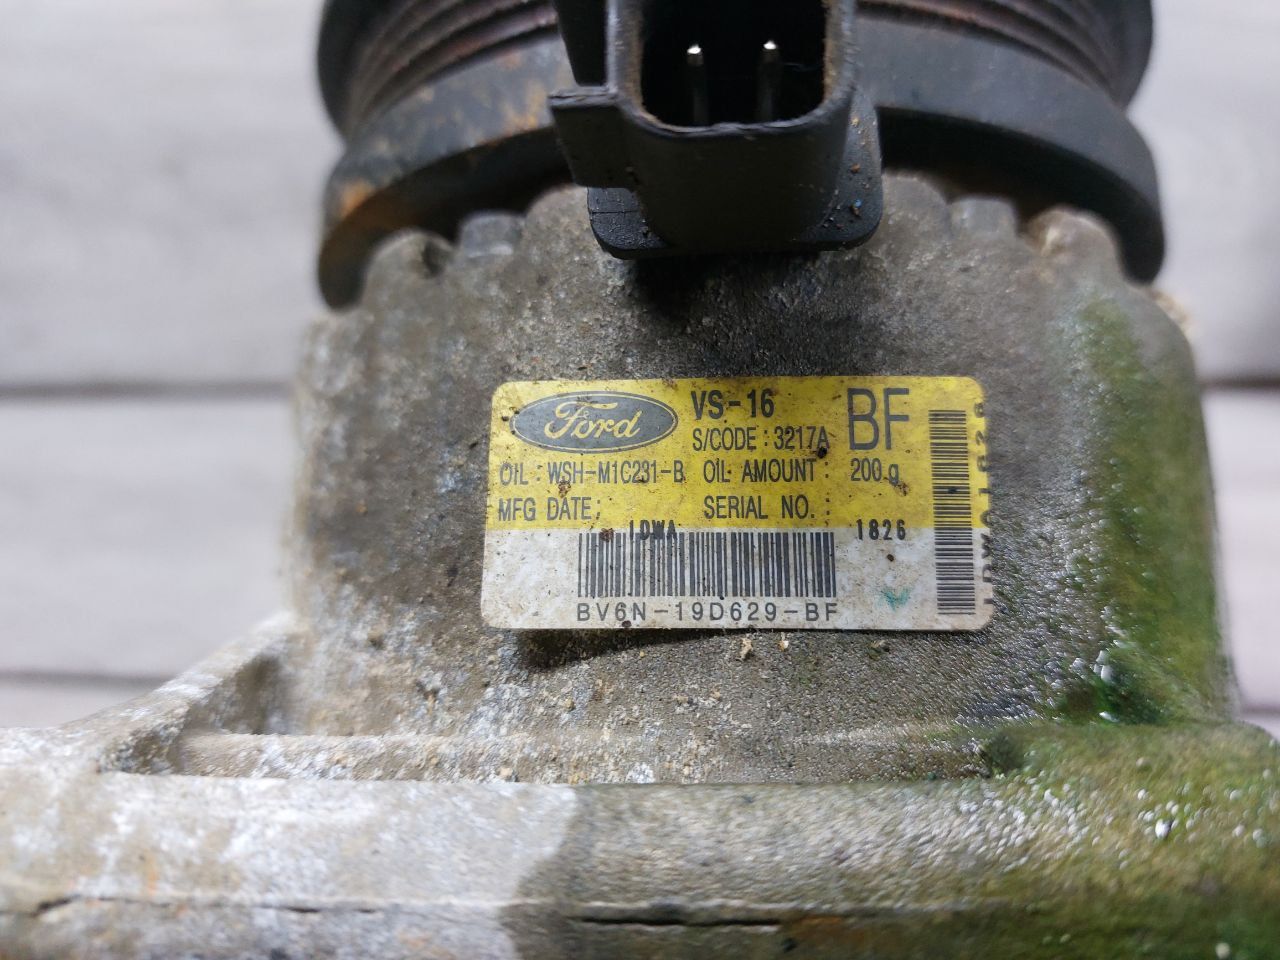 Ford VS-16 BF
S/CODE : 3217A
OIL : WSH-M1C231-B OIL AMOUNT : 200 g
MFG DATE : SERIAL NO. :
1DWA 1826
BV6N-19D629-BF